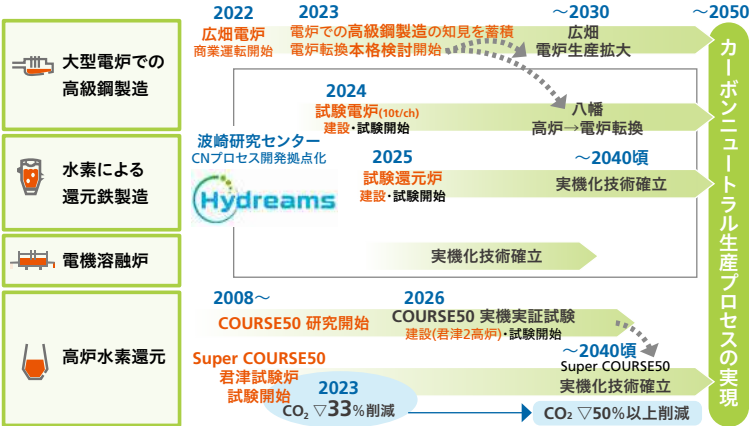 2022
2023
～2030
～2050
大型電炉での
高級鋼製造
広畑電炉
商業運転開始
電炉での高級鋼製造の知見を蓄積
電炉転換本格検討開始
広畑
電炉生産拡大
2024
試験電炉(10t/ch)
建設・試験開始
八幡
高炉→電炉転換
波崎研究センター
CNプロセス開発拠点化
Hydreams
水素による
還元鉄製造
2025
試験還元炉
建設・試験開始
～2040頃
実機化技術確立
電機溶融炉
実機化技術確立
高炉水素還元
2008～
COURSE50 研究開始
2026
COURSE50 実機実証試験
建設(君津2高炉)・試験開始
Super COURSE50
君津試験炉
試験開始
～2040頃
Super COURSE50
実機化技術確立
2023
CO₂ ▽33%削減
CO₂ ▽50%以上削減
カーボンニュートラル生産プロセスの実現